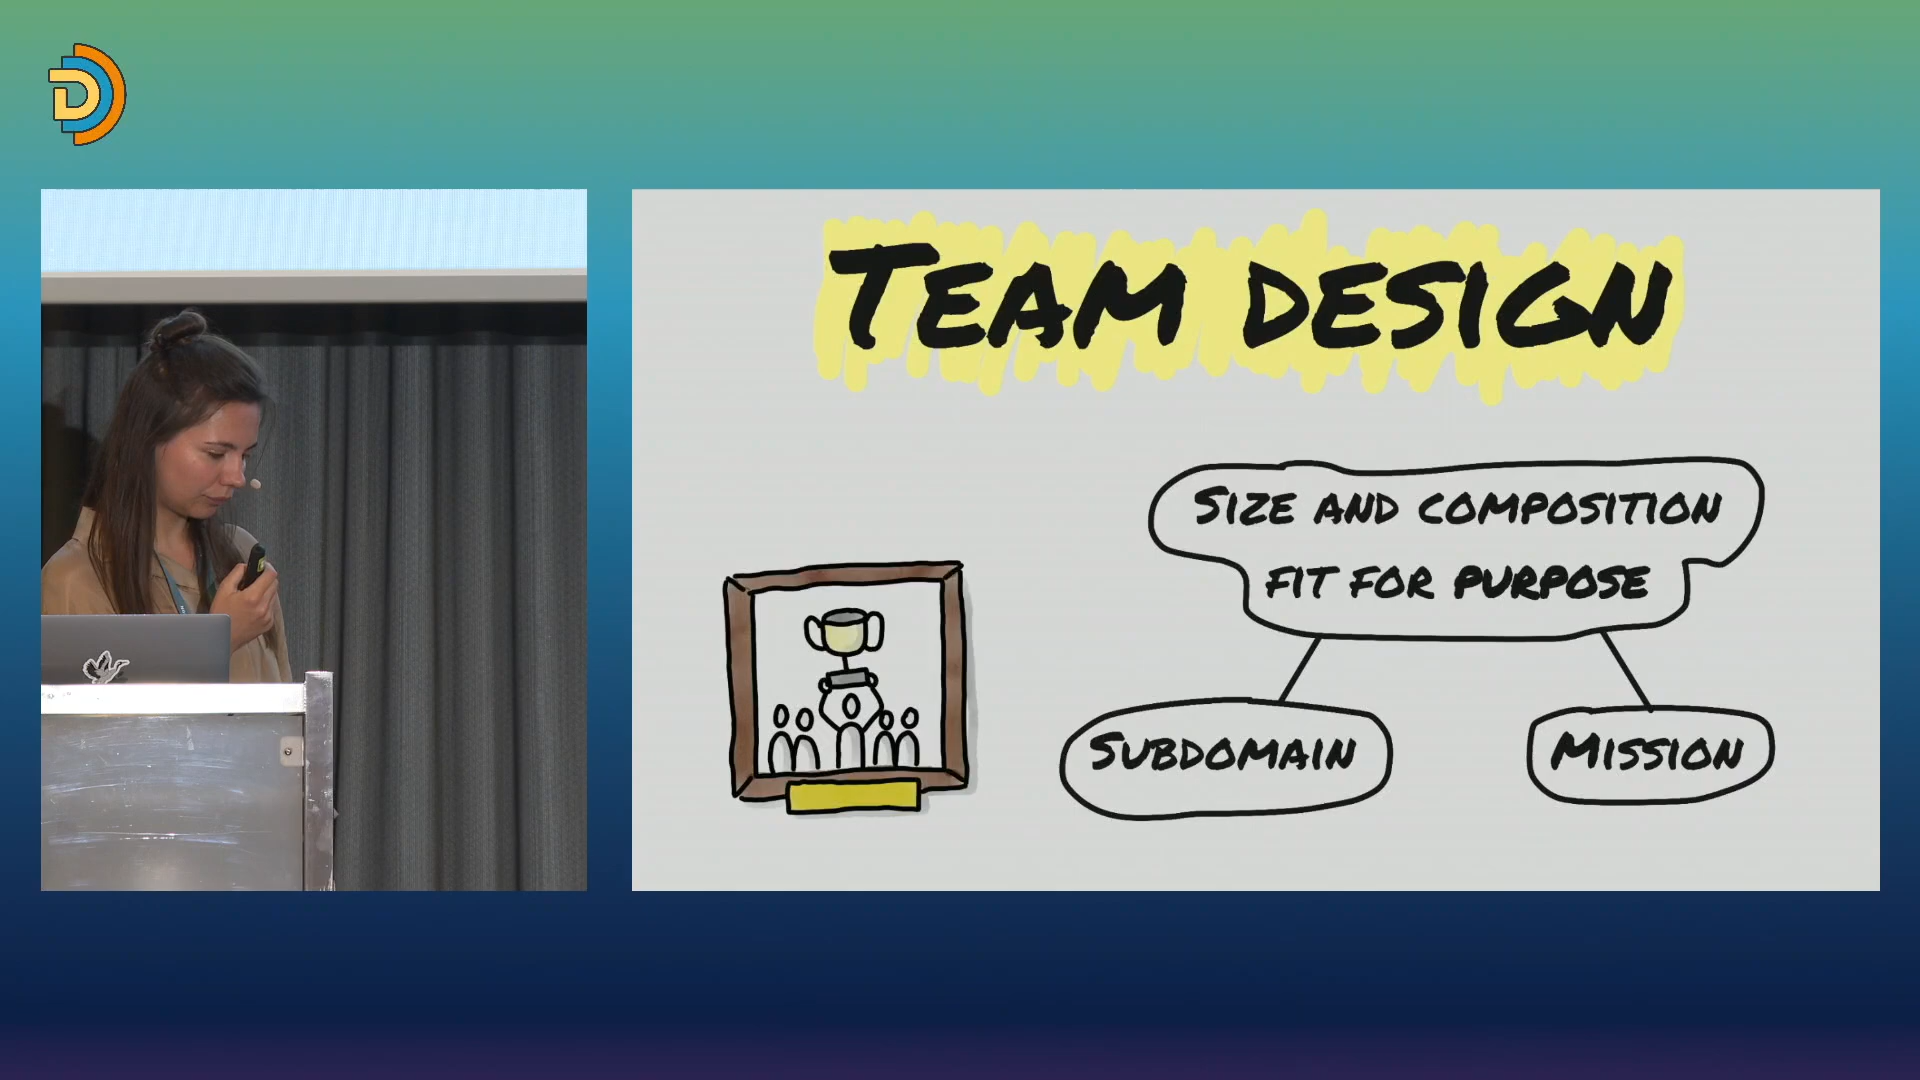 D
TEAM DESIGN
SIZE AND COMPOSITION
FIT FOR PURPOSE
SUBDOMAIN
MISSION